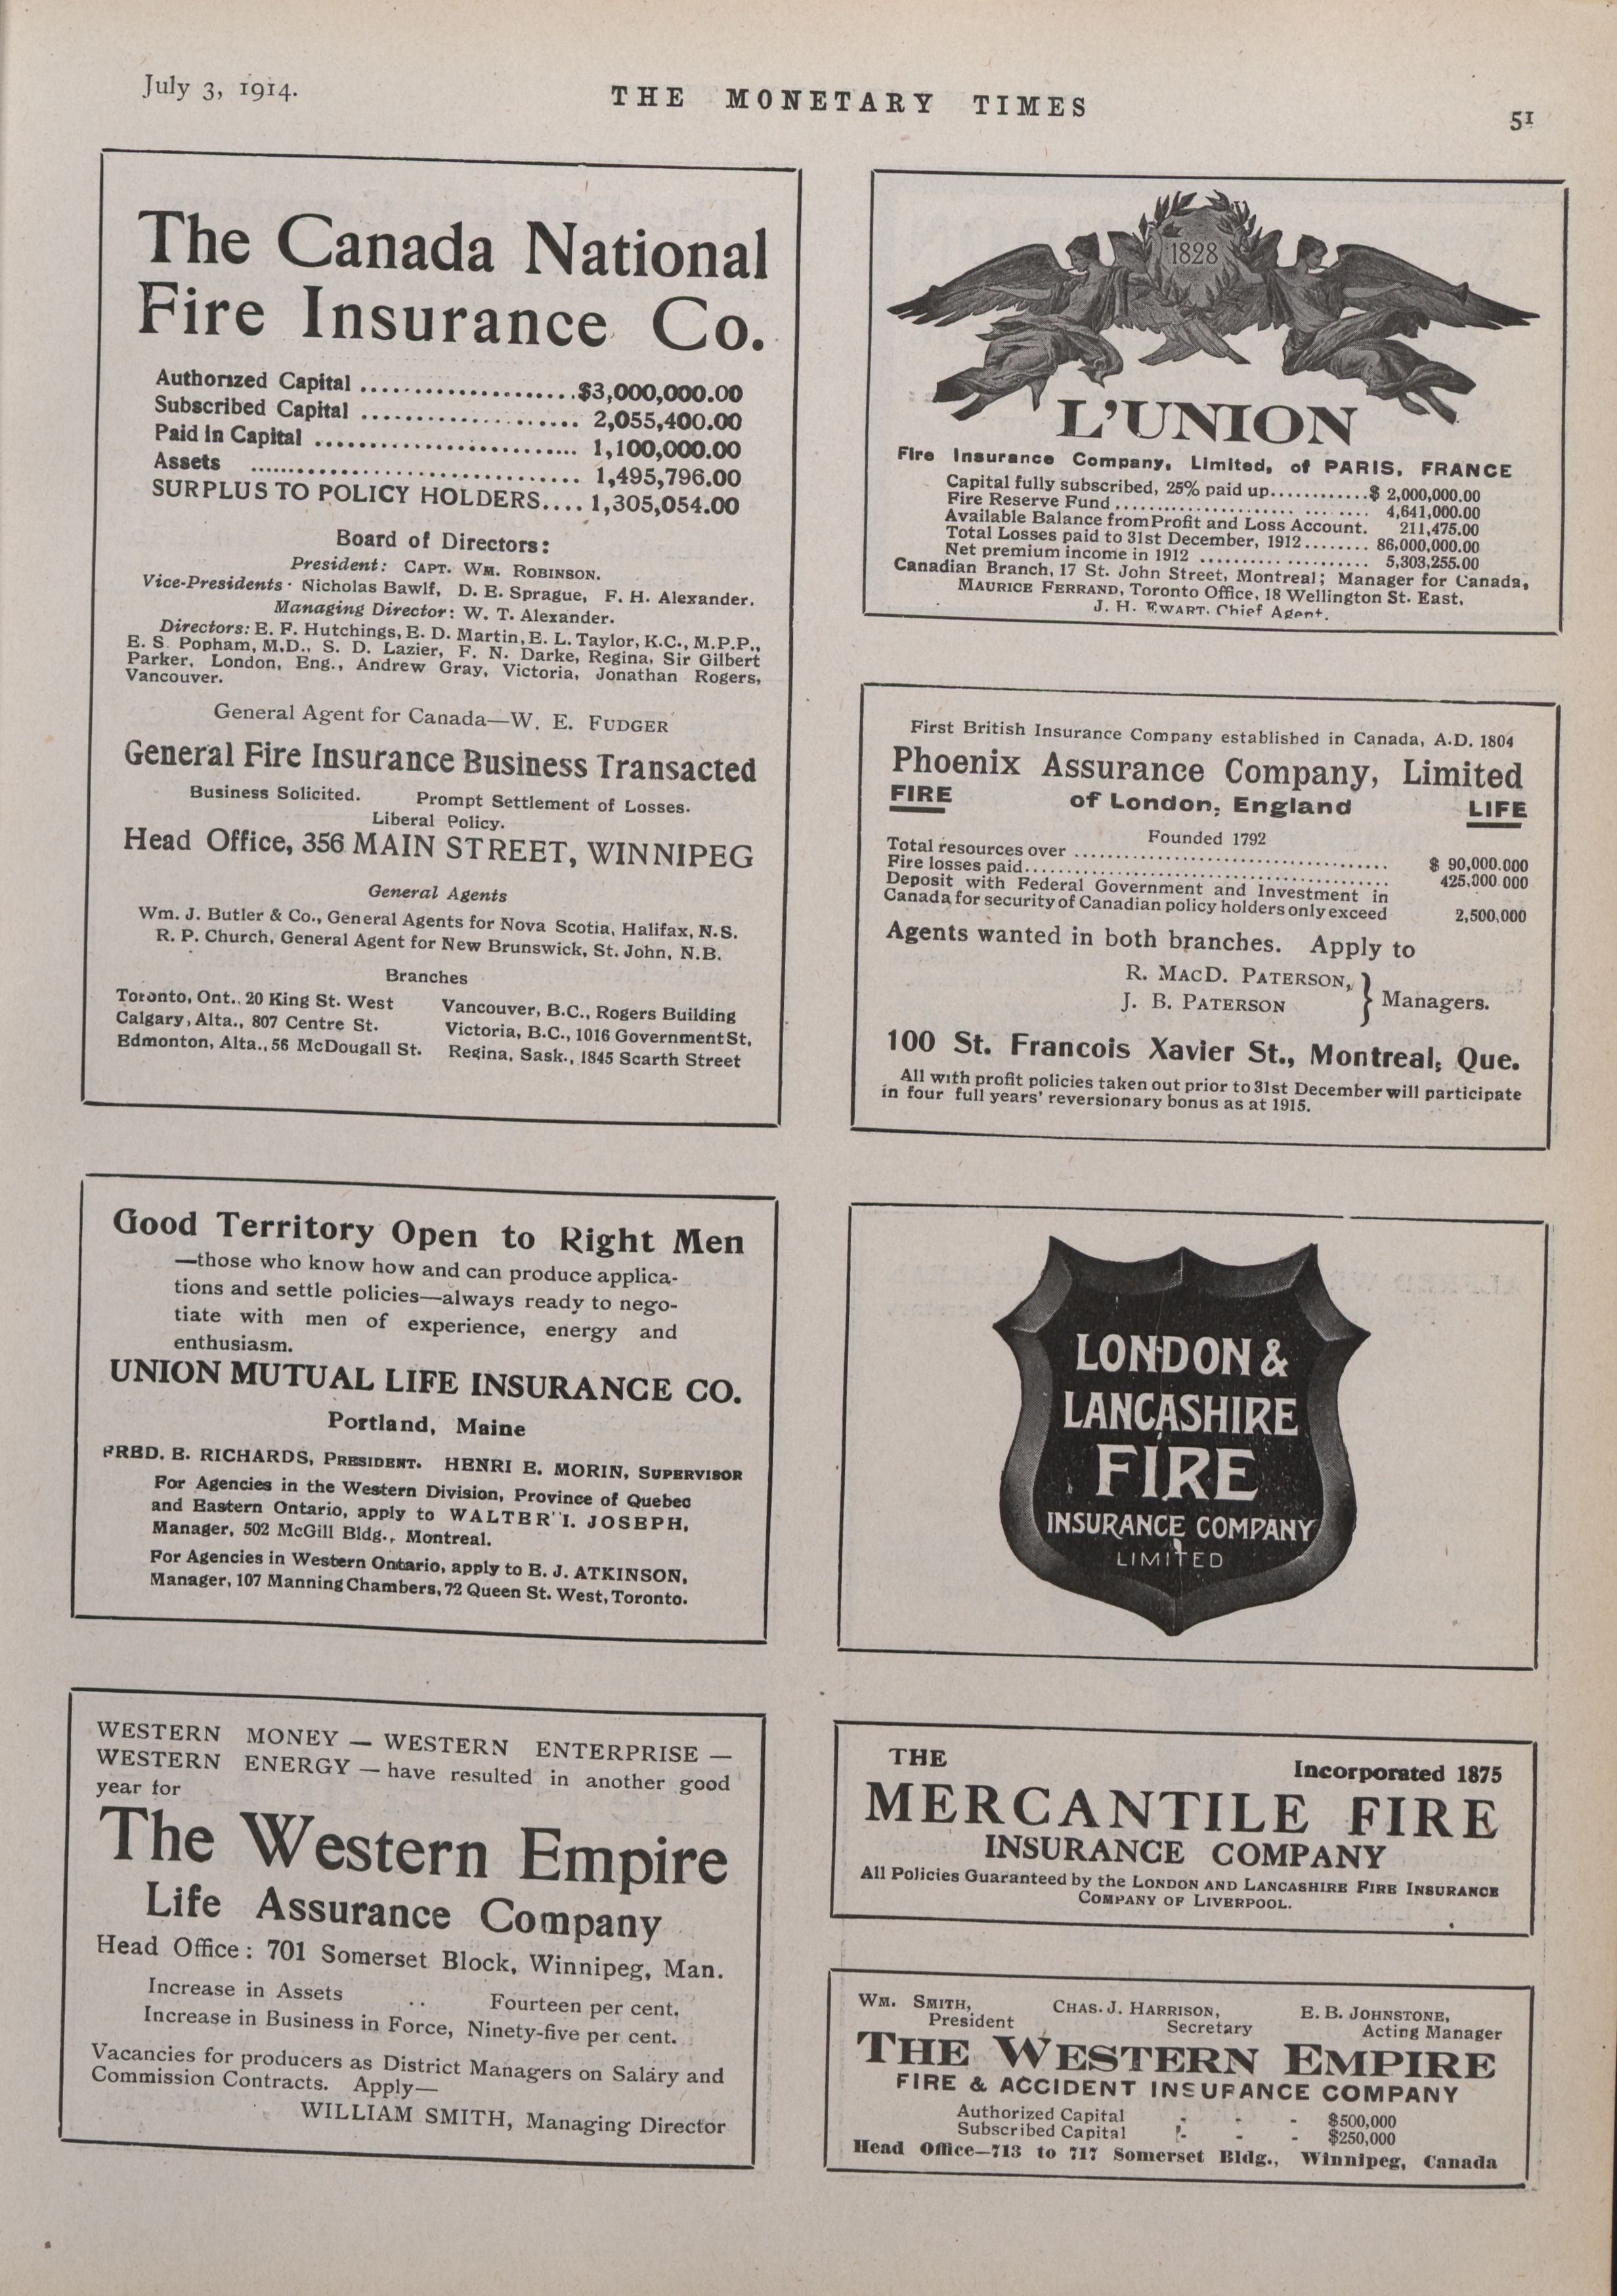 July 3, 1914.
THE MONETARY TIMES
51
The Canada National
Fire Insurance Co.
Authorized Capital ........................$3,000,000.00
Subscribed Capital ........................ 2,055,400.00
Paid in Capital ............................. 1,100,000.00
Assets .................................... 1,495,796.00
SURPLUS TO POLICY HOLDERS.... 1,305,054.00
Board of Directors:
President: CAPT. WM. ROBINSON.
Vice-Presidents · Nicholas Bawlf, D. E. Sprague, F. H. Alexander.
Managing Director: W. T. Alexander.
Directors: E. F. Hutchings, E. D. Martin, E. L. Taylor, K.C., M.P.P.,
E. S. Popham, M.D., S. D. Lazier, F. N. Darke, Regina, Sir Gilbert
Parker, London, Eng., Andrew Gray, Victoria, Jonathan Rogers,
Vancouver.
General Agent for Canada—W. E. FUDGER
General Fire Insurance Business Transacted
Business Solicited. Prompt Settlement of Losses.
Liberal Policy.
Head Office, 356 MAIN STREET, WINNIPEG
General Agents
Wm. J. Butler & Co., General Agents for Nova Scotia, Halifax, N.S.
R. P. Church, General Agent for New Brunswick, St. John, N.B.
Branches
Toronto, Ont., 20 King St. West Vancouver, B.C., Rogers Building
Calgary, Alta., 807 Centre St. Victoria, B.C., 1016 Government St,
Edmonton, Alta., 56 McDougall St. Regina, Sask., 1845 Scarth Street
Good Territory Open to Right Men
—those who know how and can produce applica-
tions and settle policies—always ready to nego-
tiate with men of experience, energy and
enthusiasm.
UNION MUTUAL LIFE INSURANCE CO.
Portland, Maine
FRED. E. RICHARDS, PRESIDENT. HENRI E. MORIN, SUPERVISOR
For Agencies in the Western Division, Province of Quebec
and Eastern Ontario, apply to WALTER I. JOSEPH,
Manager, 502 McGill Bldg., Montreal.
For Agencies in Western Ontario, apply to E. J. ATKINSON,
Manager, 107 Manning Chambers, 72 Queen St. West, Toronto.
WESTERN MONEY — WESTERN ENTERPRISE —
WESTERN ENERGY — have resulted in another good
year for
The Western Empire
Life Assurance Company
Head Office: 701 Somerset Block, Winnipeg, Man.
Increase in Assets .. Fourteen per cent.
Increase in Business in Force, Ninety-five per cent.
Vacancies for producers as District Managers on Salary and
Commission Contracts. Apply—
WILLIAM SMITH, Managing Director
1828
L'UNION
Fire Insurance Company, Limited, of PARIS, FRANCE
Capital fully subscribed, 25% paid up............$ 2,000,000.00
Fire Reserve Fund ............................ 4,641,000.00
Available Balance from Profit and Loss Account. 211,475.00
Total Losses paid to 31st December, 1912........ 86,000,000.00
Net premium income in 1912 ................... 5,303,255.00
Canadian Branch, 17 St. John Street, Montreal; Manager for Canada,
MAURICE FERRAND, Toronto Office, 18 Wellington St. East,
J. H. EWART, Chief Agent.
First British Insurance Company established in Canada, A.D. 1804
Phoenix Assurance Company, Limited
FIRE of London, England LIFE
Founded 1792
Total resources over .................................. $ 90,000.000
Fire losses paid....................................... 425,000.000
Deposit with Federal Government and Investment in
Canada for security of Canadian policy holders only exceed 2,500,000
Agents wanted in both branches. Apply to
R. MACD. PATERSON,
J. B. PATERSON } Managers.
100 St. Francois Xavier St., Montreal, Que.
All with profit policies taken out prior to 31st December will participate
in four full years' reversionary bonus as at 1915.
LONDON &
LANCASHIRE
FIRE
INSURANCE COMPANY
LIMITED
THE Incorporated 1875
MERCANTILE FIRE
INSURANCE COMPANY
All Policies Guaranteed by the LONDON AND LANCASHIRE FIRE INSURANCE
COMPANY OF LIVERPOOL.
WM. SMITH, CHAS. J. HARRISON, E. B. JOHNSTONE,
President Secretary Acting Manager
THE WESTERN EMPIRE
FIRE & ACCIDENT INSURANCE COMPANY
Authorized Capital - - - $500,000
Subscribed Capital - - - $250,000
Head Office—713 to 717 Somerset Bldg., Winnipeg, Canada